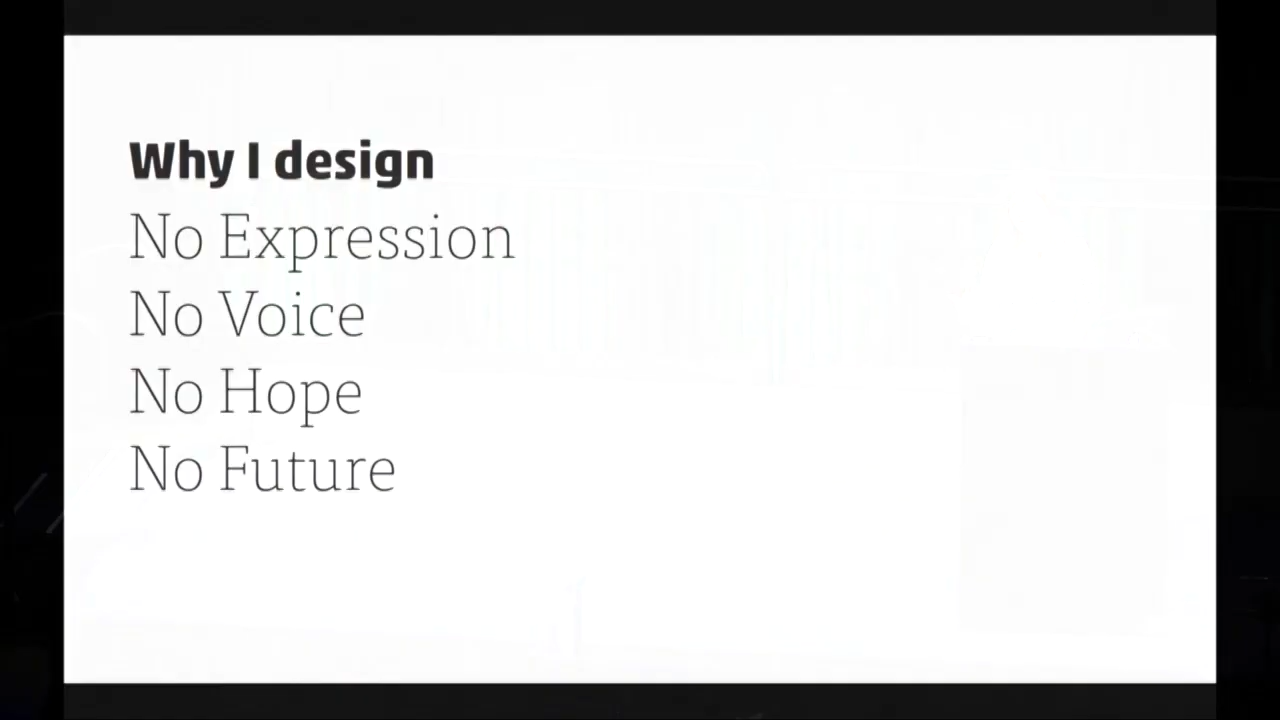 Why I design
No Expression
No Voice
No Hope
No Future